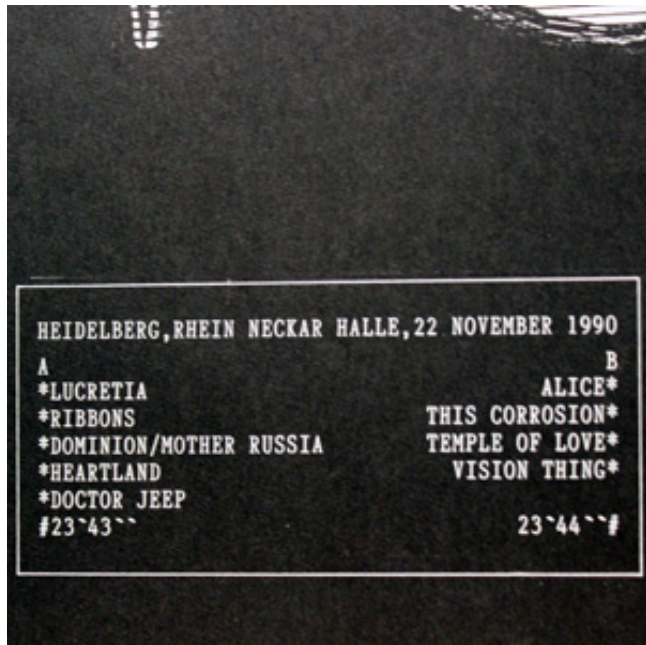 HEIDELBERG,RHEIN NECKAR HALLE,22 NOVEMBER 1990
A B
*LUCRETIA ALICE*
*RIBBONS THIS CORROSION*
*DOMINION/MOTHER RUSSIA TEMPLE OF LOVE*
*HEARTLAND VISION THING*
*DOCTOR JEEP
#23`43`` 23`44``#